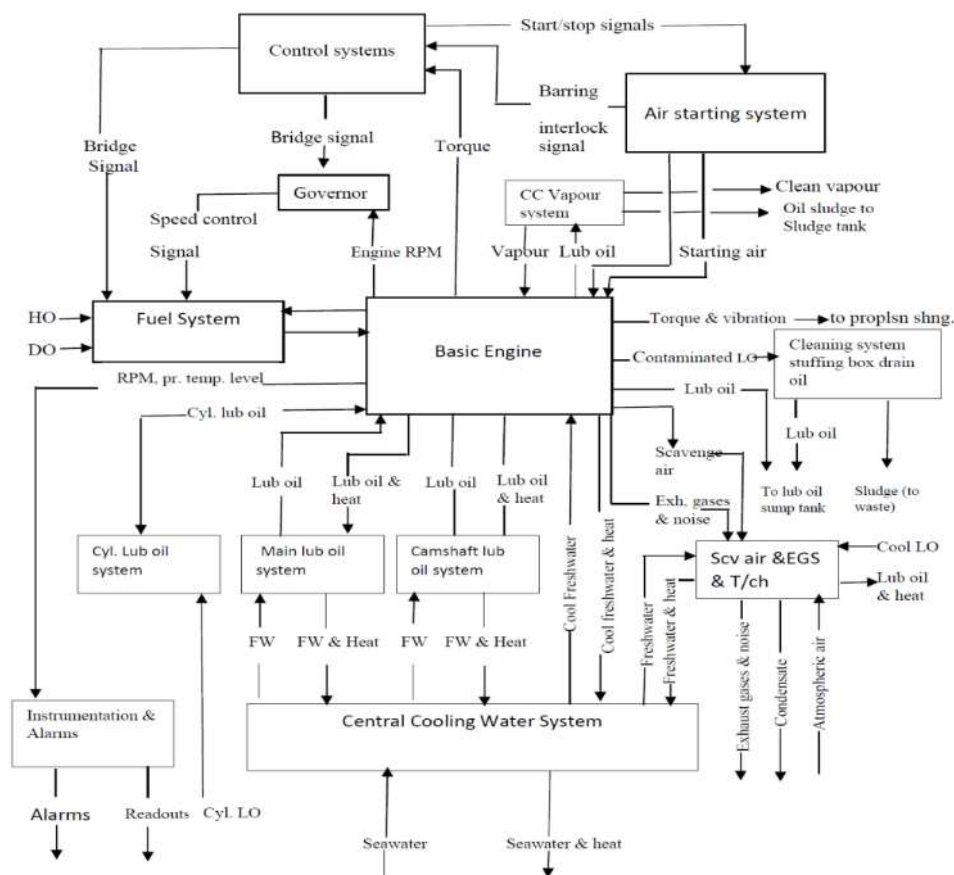 Start/stop signals
Control systems
Barring
interlock
signal
Air starting system
Bridge
Signal
Bridge signal
Torque
Governor
CC Vapour
system
Clean vapour
Oil sludge to
Sludge tank
Speed control
Signal
Engine RPM
Vapour
Lub oil
Starting air
HO
DO
Fuel System
Basic Engine
Torque & vibration
to proplsn shng.
Contaminated LO
Cleaning system
stuffing box drain
oil
RPM, pr. temp. level
Lub oil
Cyl. lub oil
Lub oil
Scavenge
air
Lub oil
Lub oil &
heat
Lub oil
Lub oil
& heat
To lub oil
sump tank
Sludge (to
waste)
Exh, gases
& noise
Cyl. Lub oil
system
Main lub oil
system
Camshaft lub
oil system
Cool Freshwater
Cool freshwater & heat
Scv air &EGS
& T/ch
Cool LO
Lub oil
& heat
FW
FW & Heat
FW
FW & Heat
Freshwater
Freshwater & heat
Exhaust gases & noise
Condensate
Atmospheric air
Instrumentation &
Alarms
Central Cooling Water System
Alarms
Readouts
Cyl. LO
Seawater
Seawater & heat